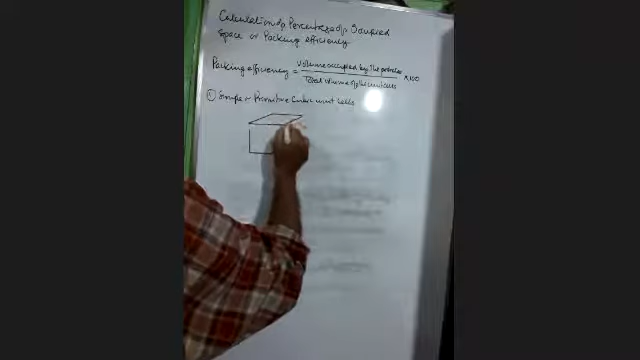 Calculation of Percentage of Occupied
Space or Packing efficiency
Packing efficiency = Volume occupied by the particles
Total volume of the unit cells × 100
① Simple or Primitive Cubic unit cells